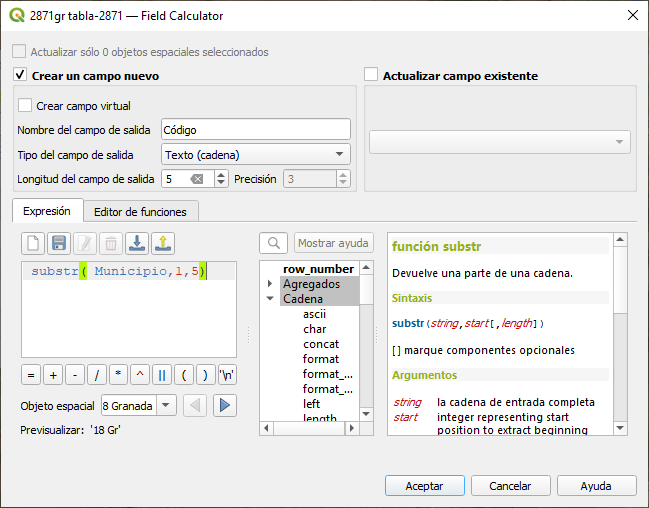 2871gr tabla-2871 — Field Calculator
Actualizar sólo 0 objetos espaciales seleccionados
Crear un campo nuevo
Actualizar campo existente
Crear campo virtual
Nombre del campo de salida Código
Tipo del campo de salida Texto (cadena)
Longitud del campo de salida 5 Precisión 3
Expresión Editor de funciones
Mostrar ayuda
substr( Municipio,1,5)
= + - / * ^ || ( ) '\n'
Objeto espacial 8 Granada
Previsualizar: '18 Gr'
row_number
Agregados
Cadena
ascii
char
concat
format
format_...
format_...
left
length
función substr
Devuelve una parte de una cadena.
Sintaxis
substr(string,start[,length])
[ ] marque componentes opcionales
Argumentos
string la cadena de entrada completa
start integer representing start
position to extract beginning
Aceptar Cancelar Ayuda